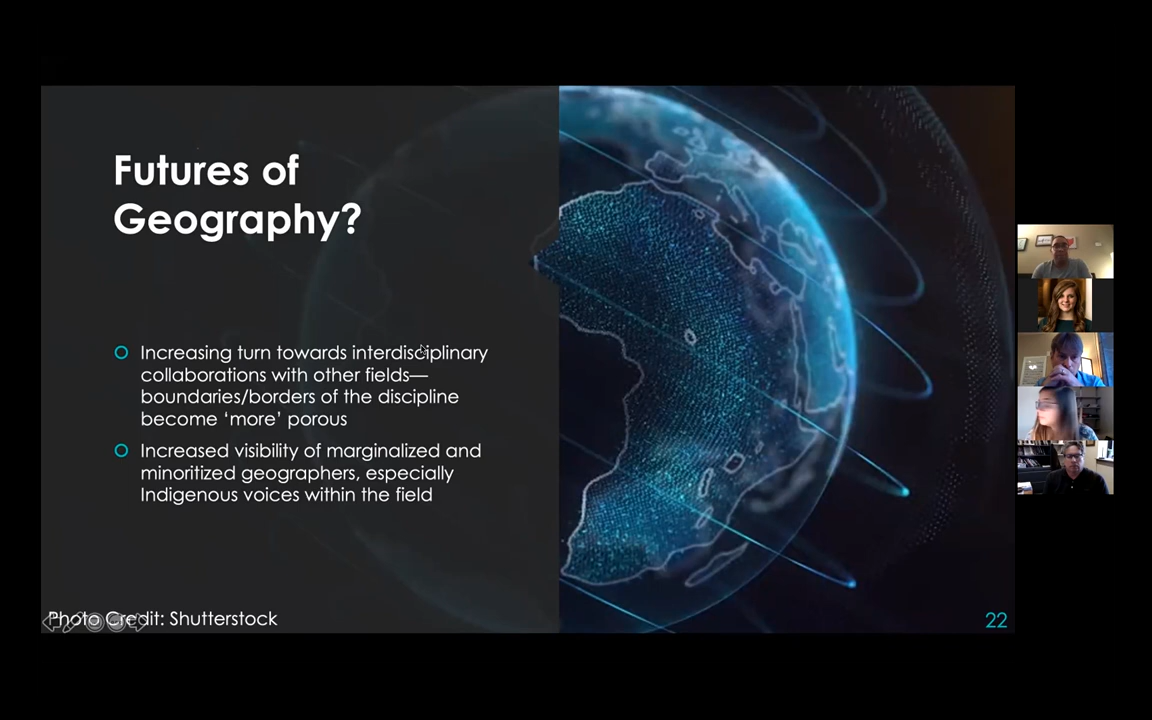 Futures of
Geography?
Increasing turn towards interdisciplinary
collaborations with other fields—
boundaries/borders of the discipline
become ‘more’ porous
Increased visibility of marginalized and
minoritized geographers, especially
Indigenous voices within the field
Photo Credit: Shutterstock
22